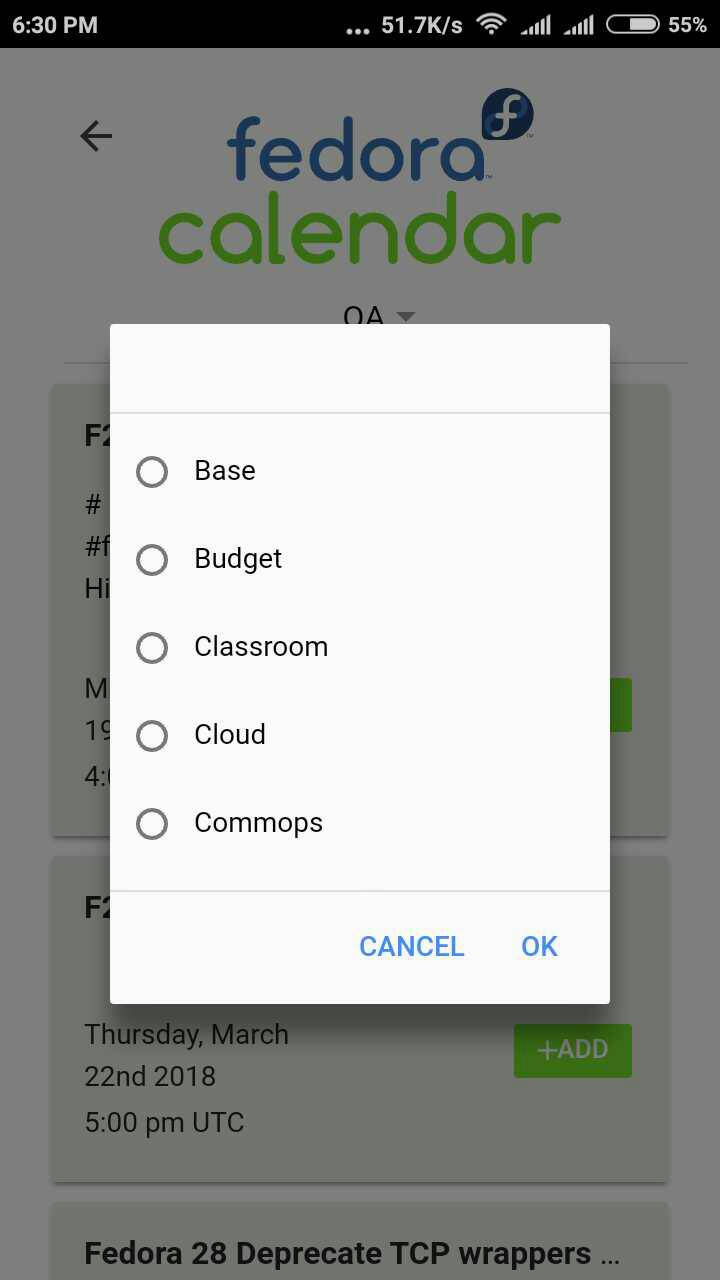 6:30 PM ... 51.7K/s 55%
fedora
calendar
QA
F2
#
#f
Hi
M
19
4:
Base
Budget
Classroom
Cloud
Commops
CANCEL OK
F2
Thursday, March
22nd 2018
5:00 pm UTC
+ADD
Fedora 28 Deprecate TCP wrappers ...